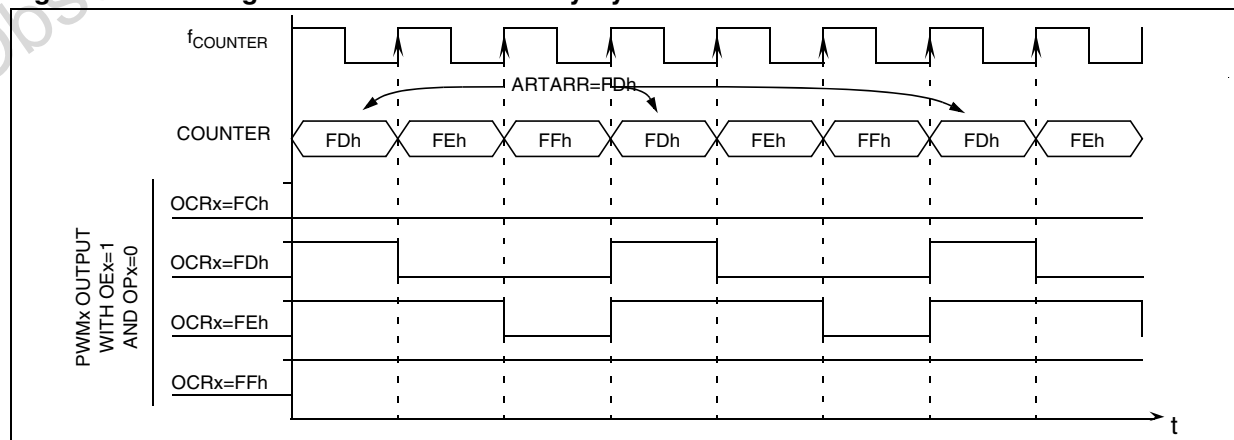 fCOUNTER
ARTARR=FDh
COUNTER
FDh FEh FFh FDh FEh FFh FDh FEh
PWMx OUTPUT
WITH OEx=1
AND OPx=0
OCRx=FCh
OCRx=FDh
OCRx=FEh
OCRx=FFh
t